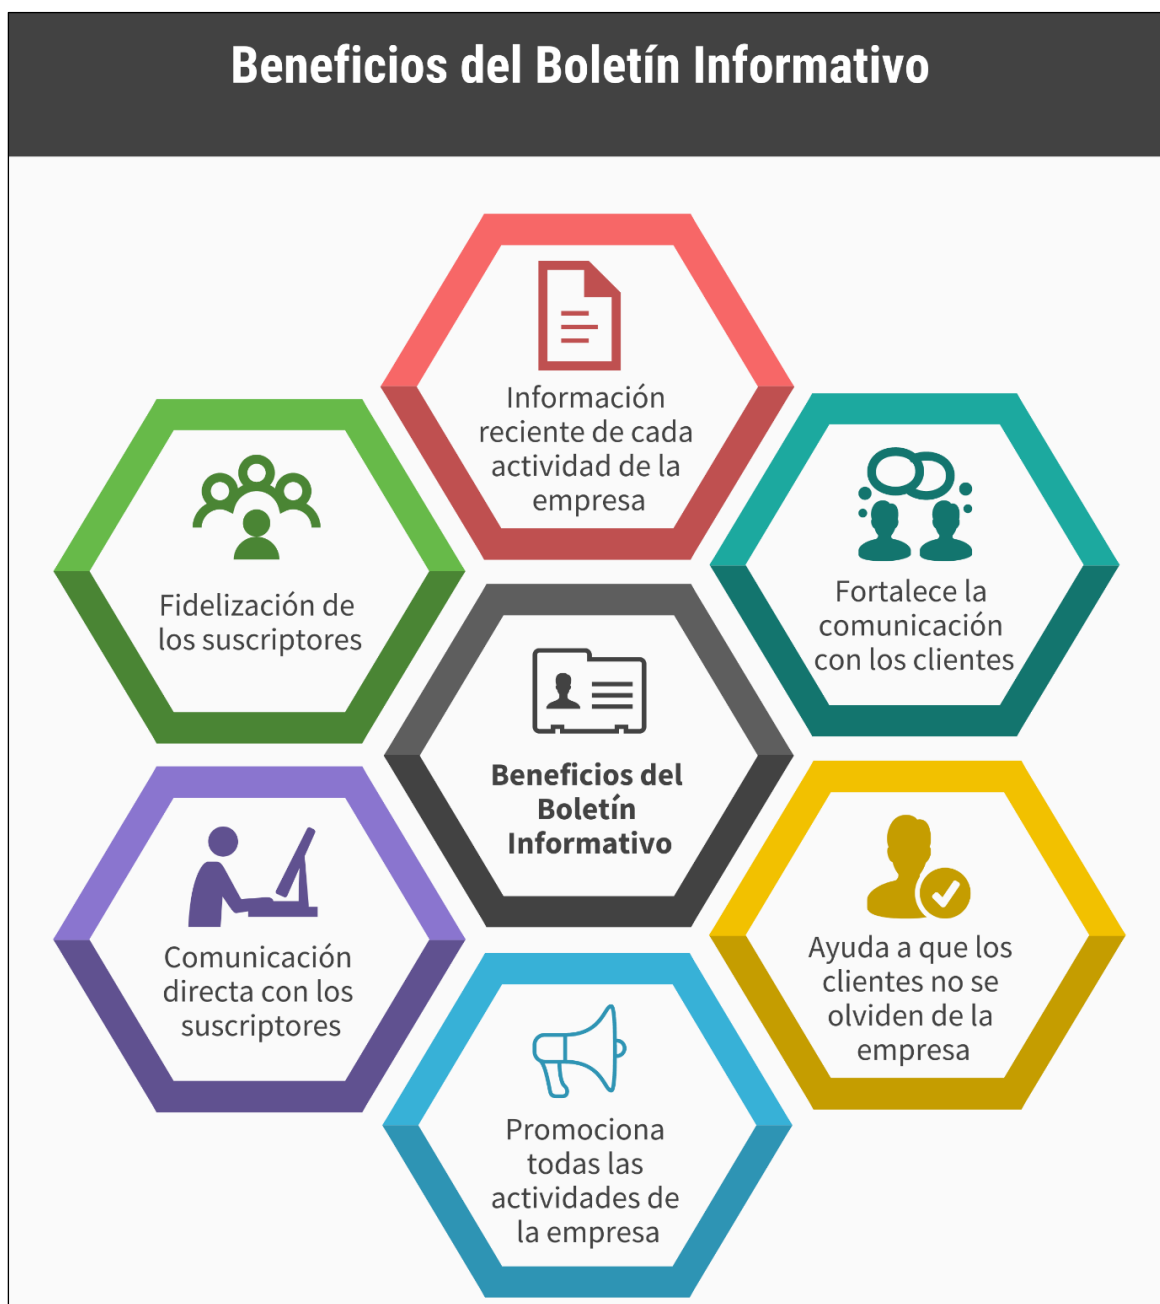 Beneficios del Boletín Informativo
Información
reciente de cada
actividad de la
empresa
Fidelización de
los suscriptores
Fortalece la
comunicación
con los clientes
Beneficios del
Boletín
Informativo
Comunicación
directa con los
suscriptores
Ayuda a que los
clientes no se
olviden de la
empresa
Promociona
todas las
actividades de
la empresa